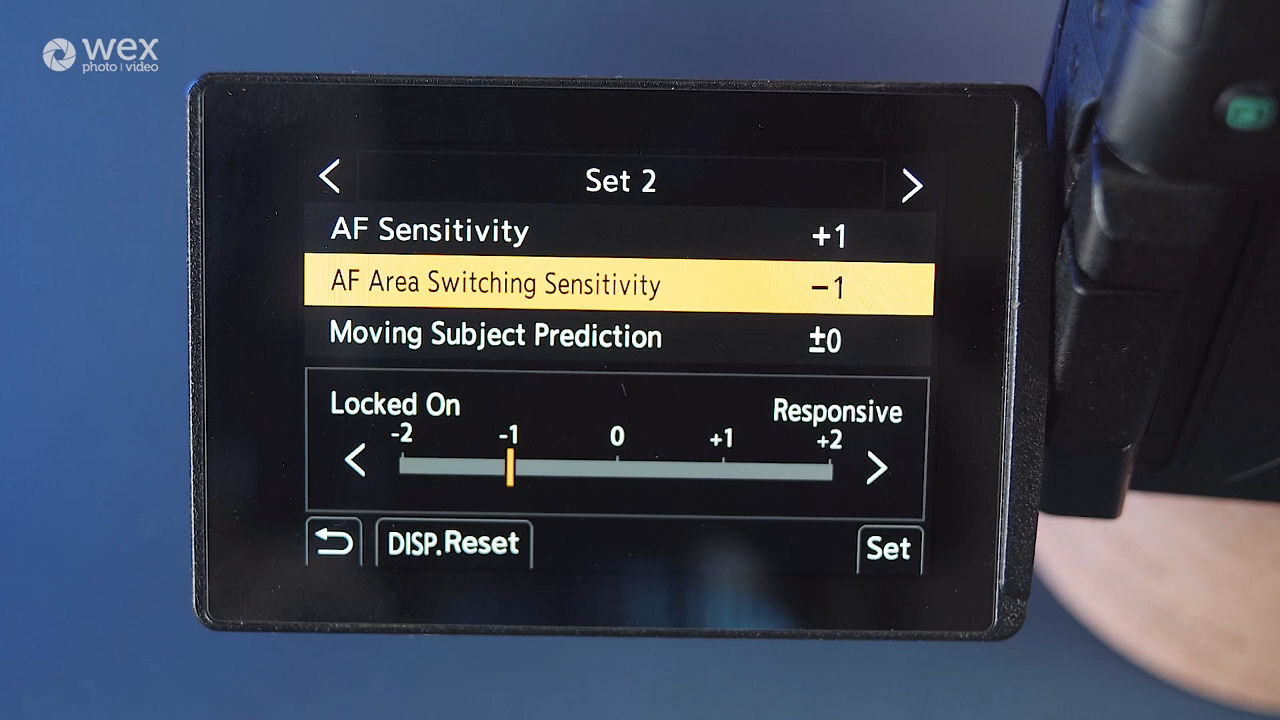 wex
photo | video
Set 2
AF Sensitivity +1
AF Area Switching Sensitivity −1
Moving Subject Prediction ±0
Locked On Responsive
-2 -1 0 +1 +2
DISP.Reset Set